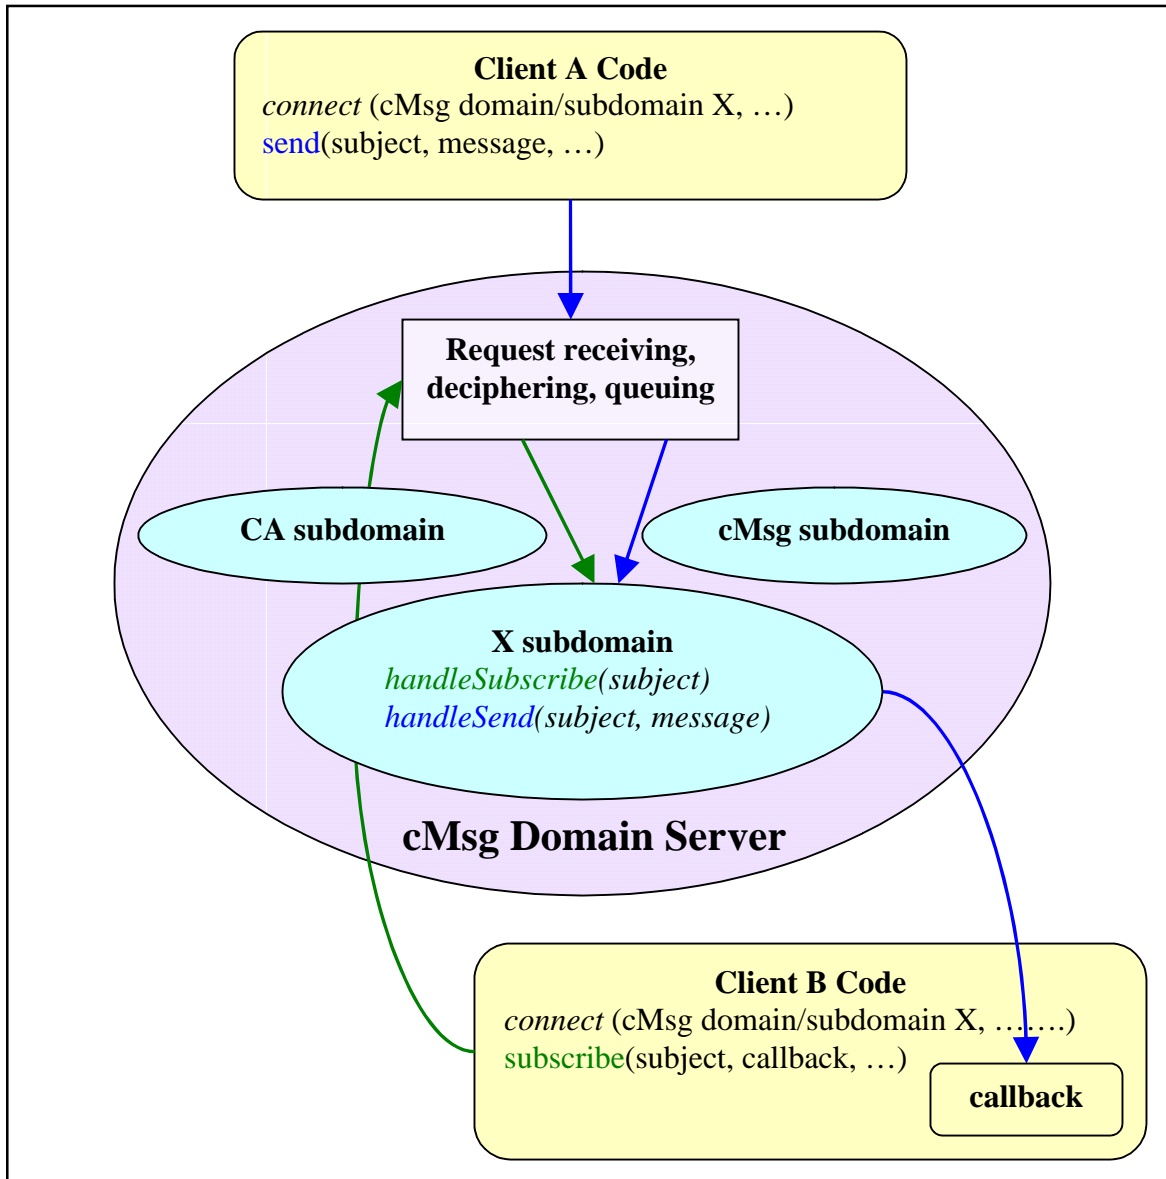 Client A Code
connect (cMsg domain/subdomain X, …)
send(subject, message, …)
Request receiving,
deciphering, queuing
CA subdomain
cMsg subdomain
X subdomain
handleSubscribe(subject)
handleSend(subject, message)
cMsg Domain Server
Client B Code
connect (cMsg domain/subdomain X, …….)
subscribe(subject, callback, …)
callback